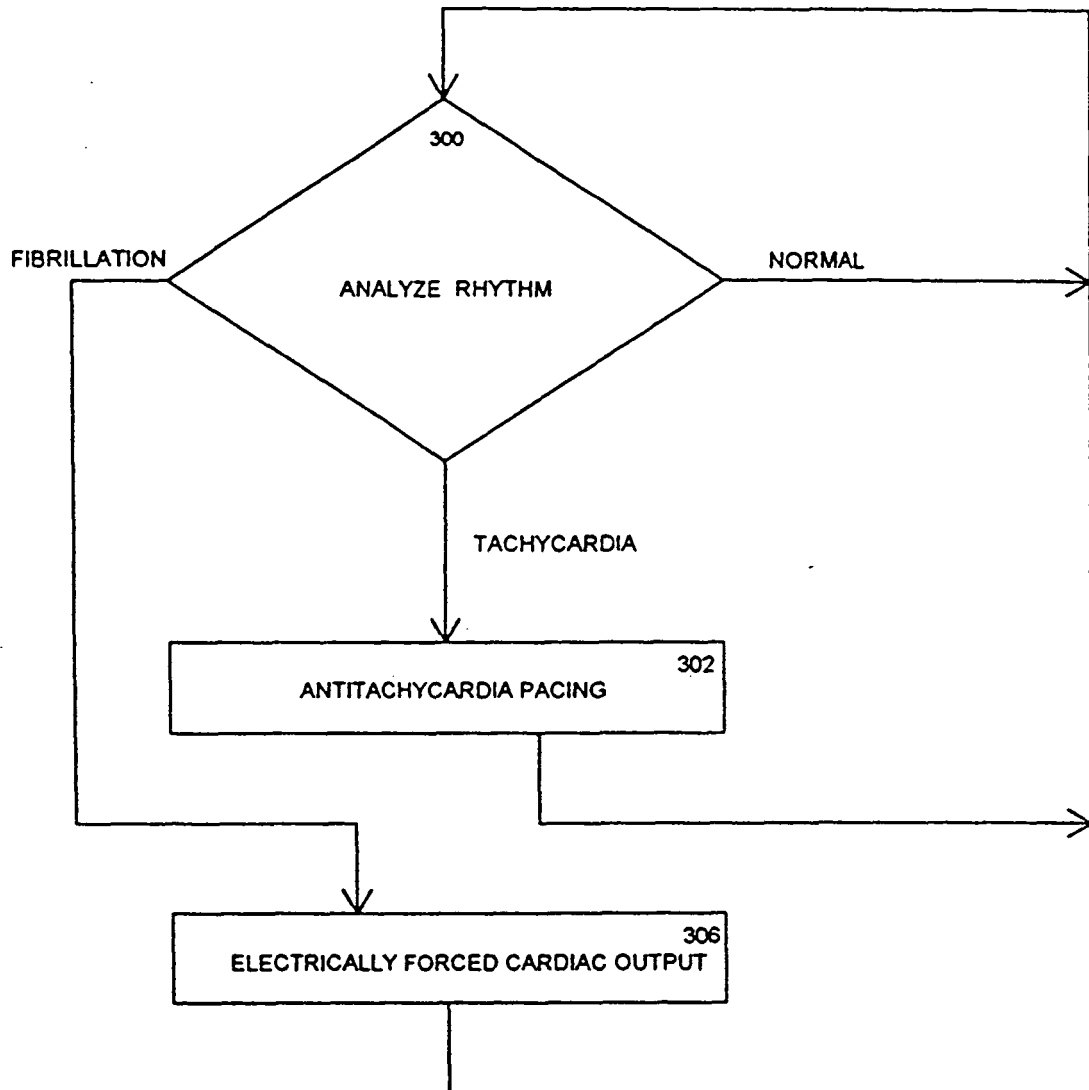 300
FIBRILLATION
NORMAL
ANALYZE RHYTHM
TACHYCARDIA
302
ANTITACHYCARDIA PACING
306
ELECTRICALLY FORCED CARDIAC OUTPUT